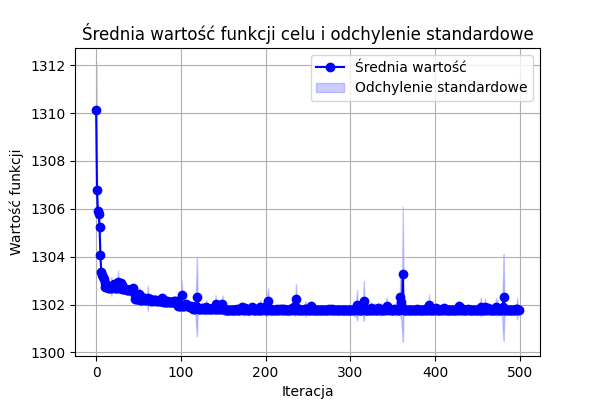 Średnia wartość funkcji celu i odchylenie standardowe
Średnia wartość
Odchylenie standardowe
Wartość funkcji
1312
1310
1308
1306
1304
1302
1300
0 100 200 300 400 500
Iteracja